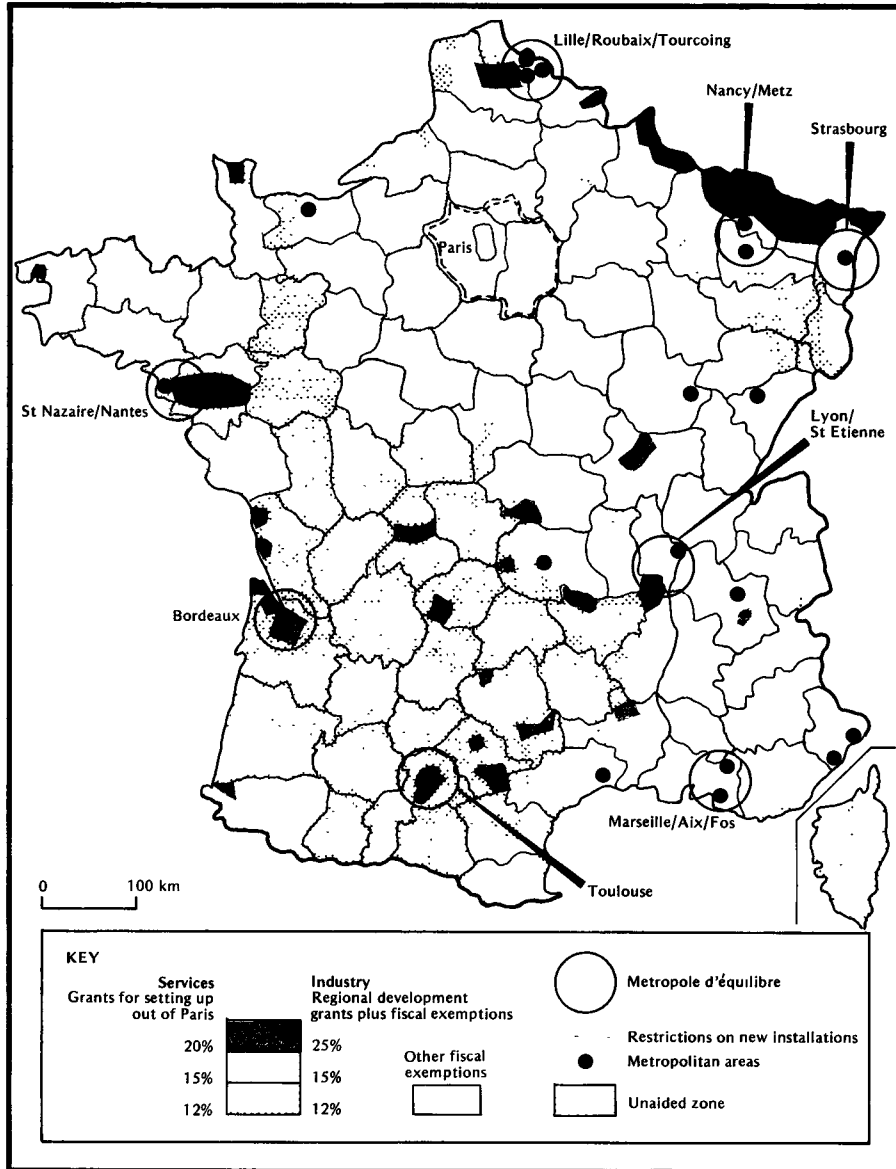 Lille/Roubaix/Tourcoing
Nancy/Metz
Strasbourg
Paris
St Nazaire/Nantes
Lyon/
St Etienne
Bordeaux
Marseille/Aix/Fos
Toulouse
0 100 km
KEY
Services
Grants for setting up
out of Paris
20%
15%
12%
Industry
Regional development
grants plus fiscal exemptions
25%
15%
12%
Other fiscal
exemptions
Metropole d'équilibre
Restrictions on new installations
Metropolitan areas
Unaided zone